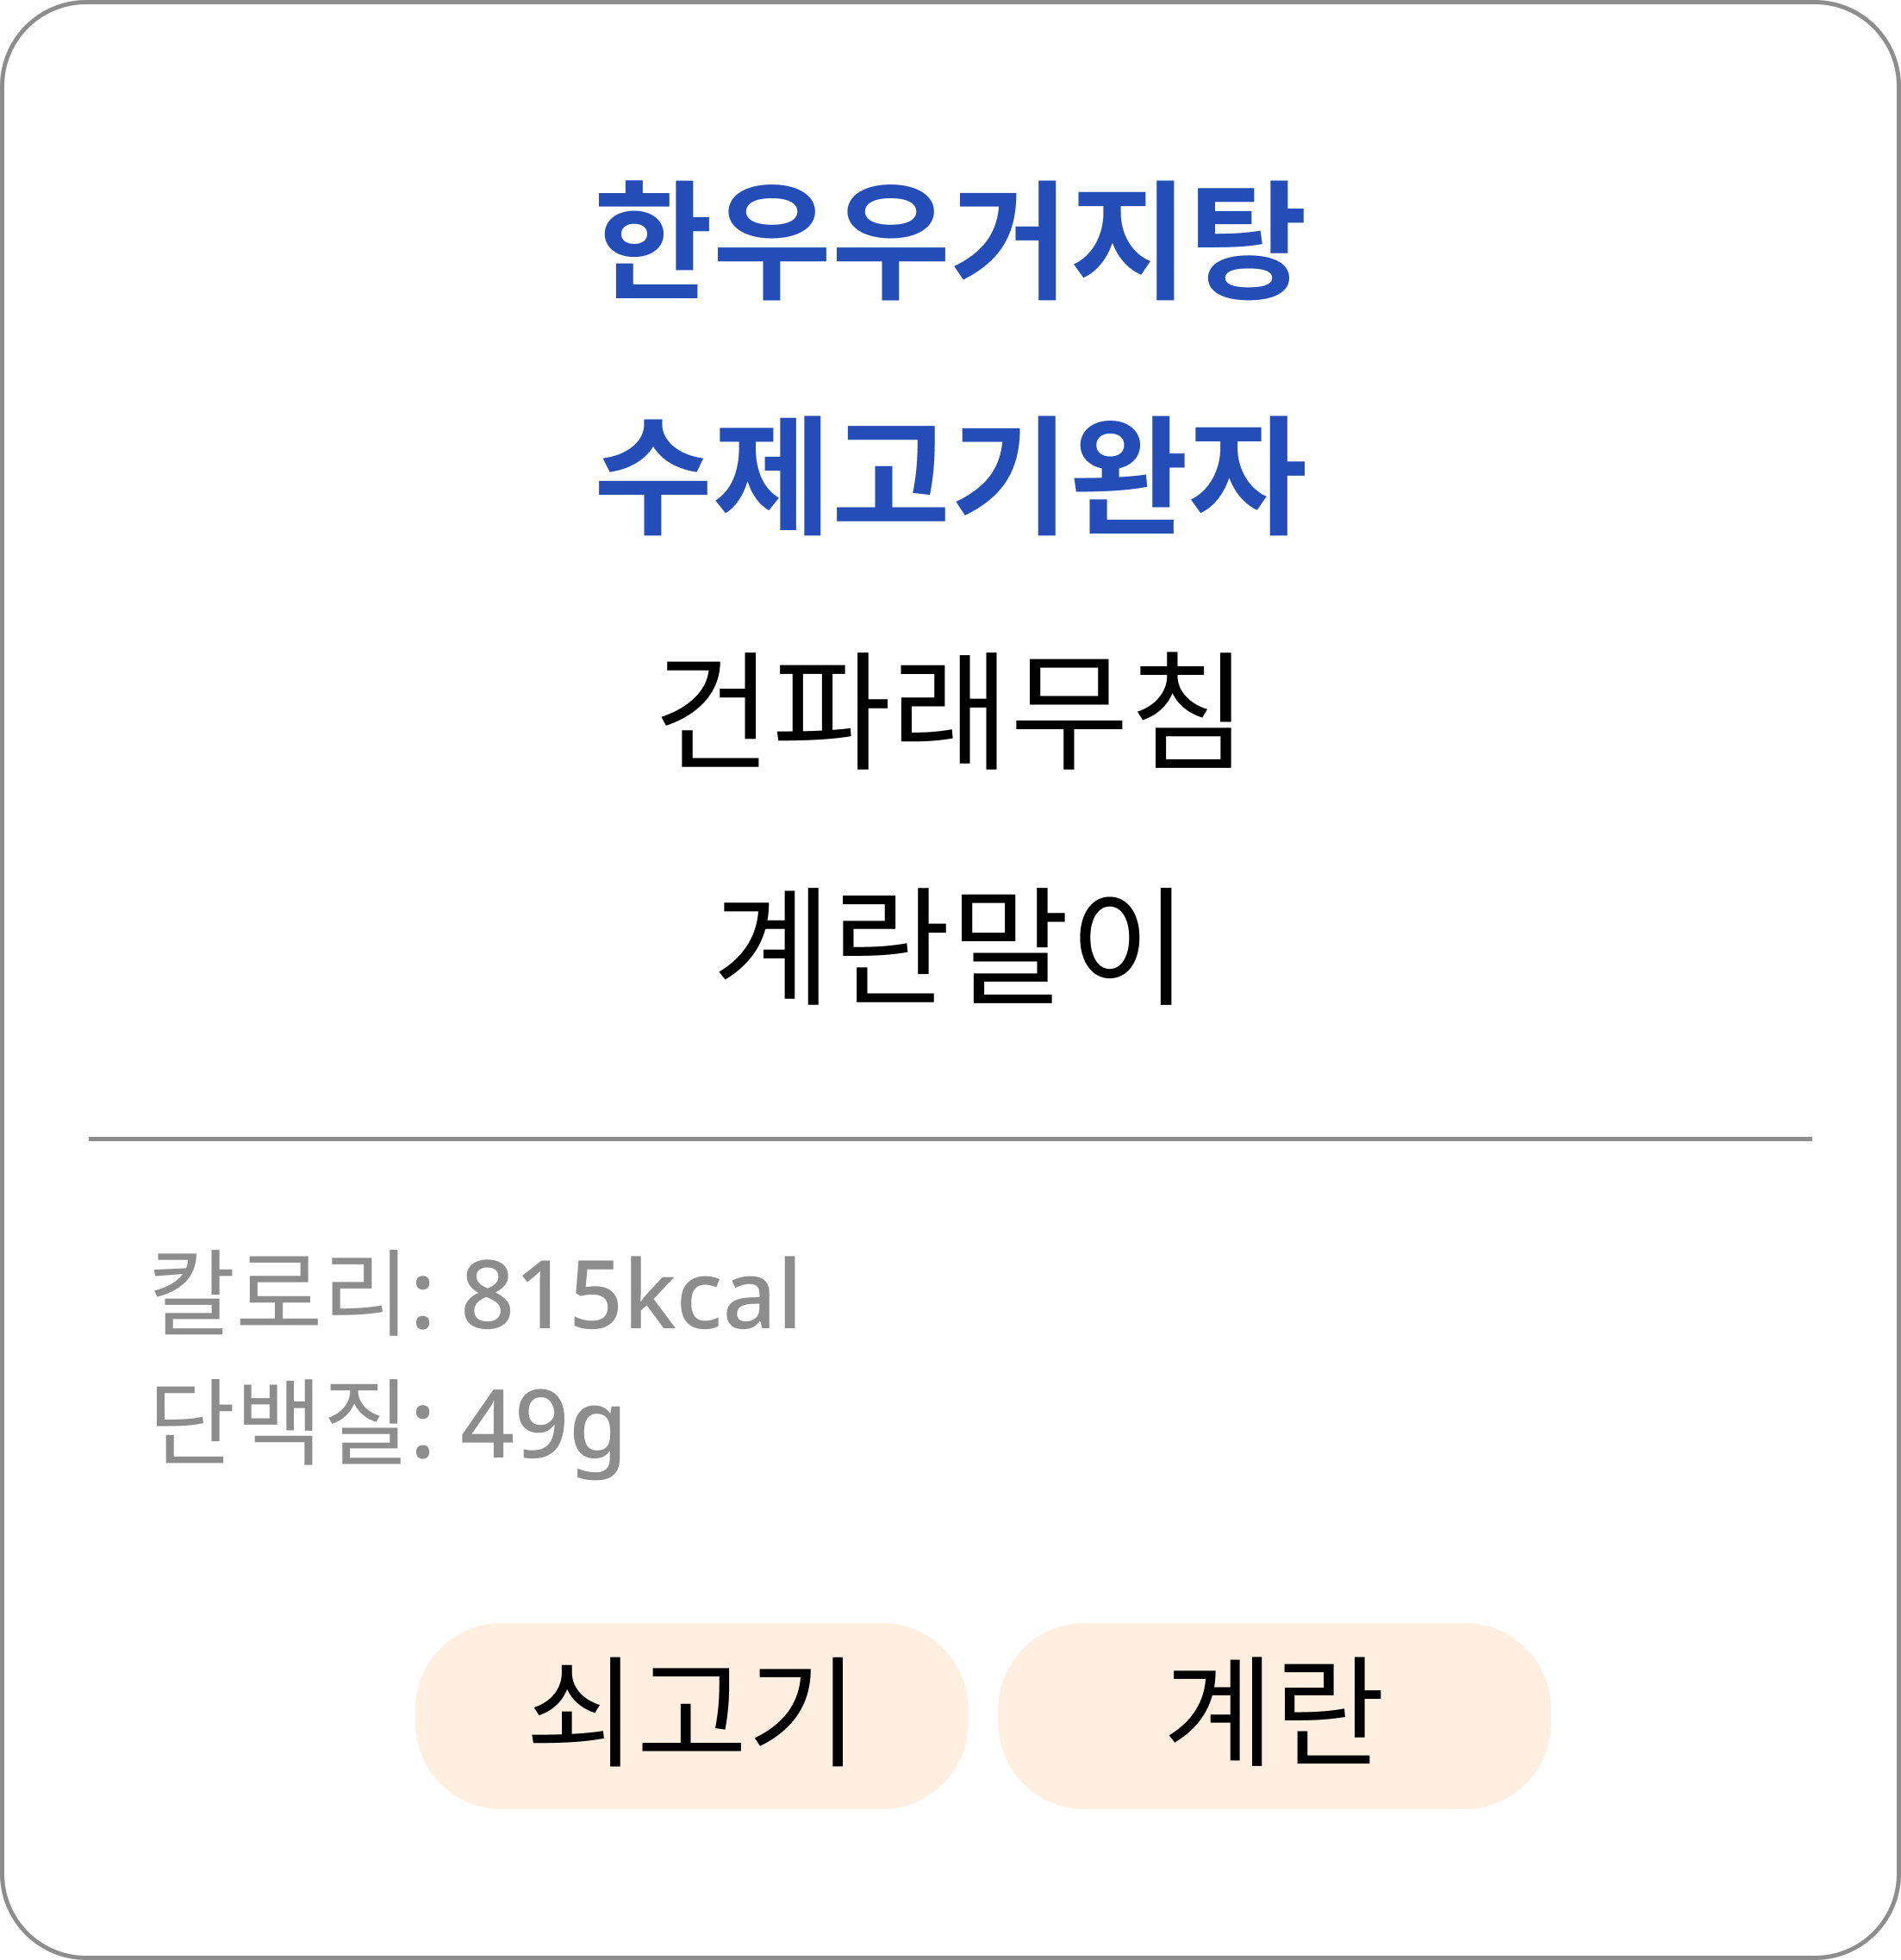 한우우거지탕
수제고기완자
건파래무침
계란말이
칼로리: 815kcal
단백질: 49g
쇠고기
계란